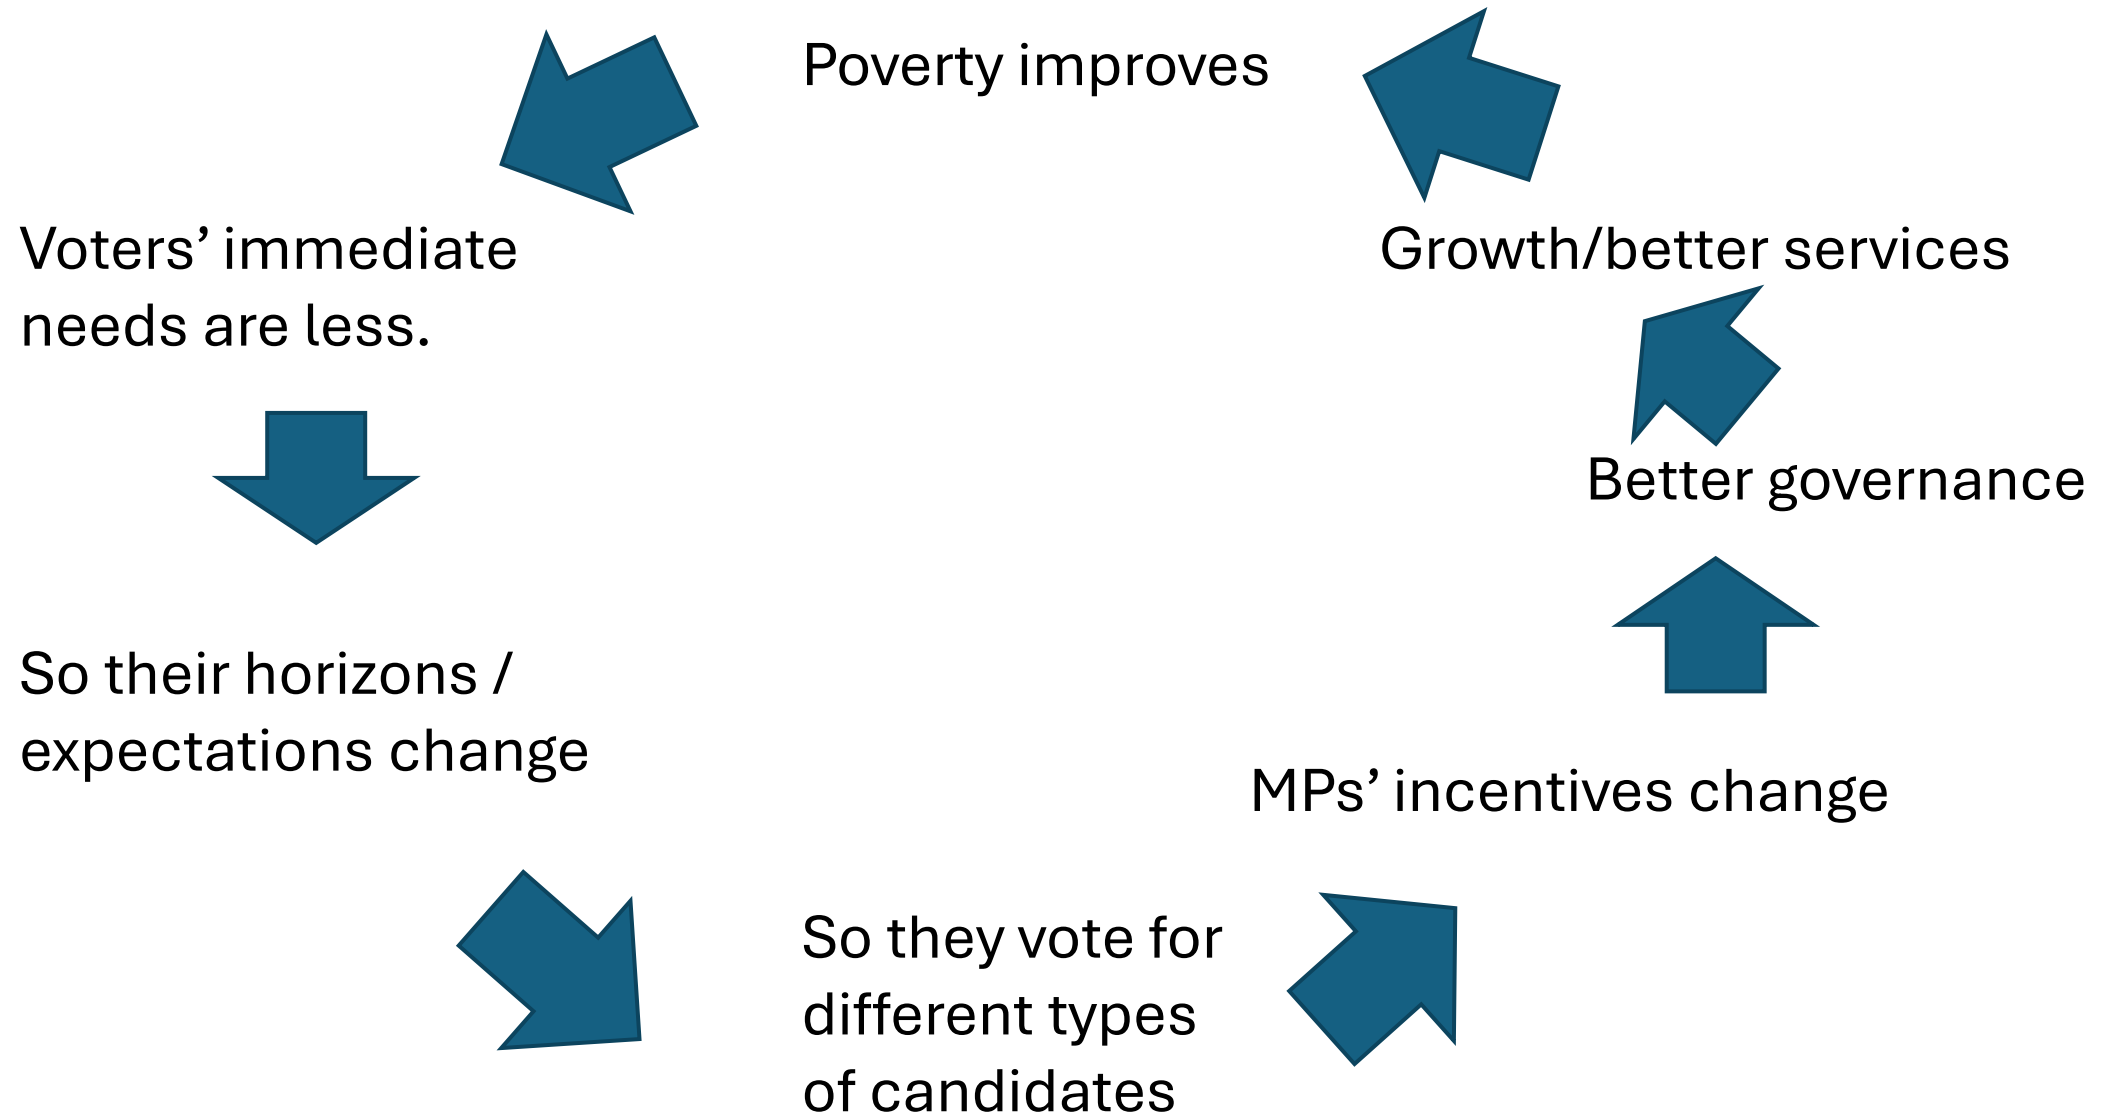 Poverty improves
Voters’ immediate
needs are less.
So their horizons /
expectations change
So they vote for
different types
of candidates
MPs’ incentives change
Better governance
Growth/better services